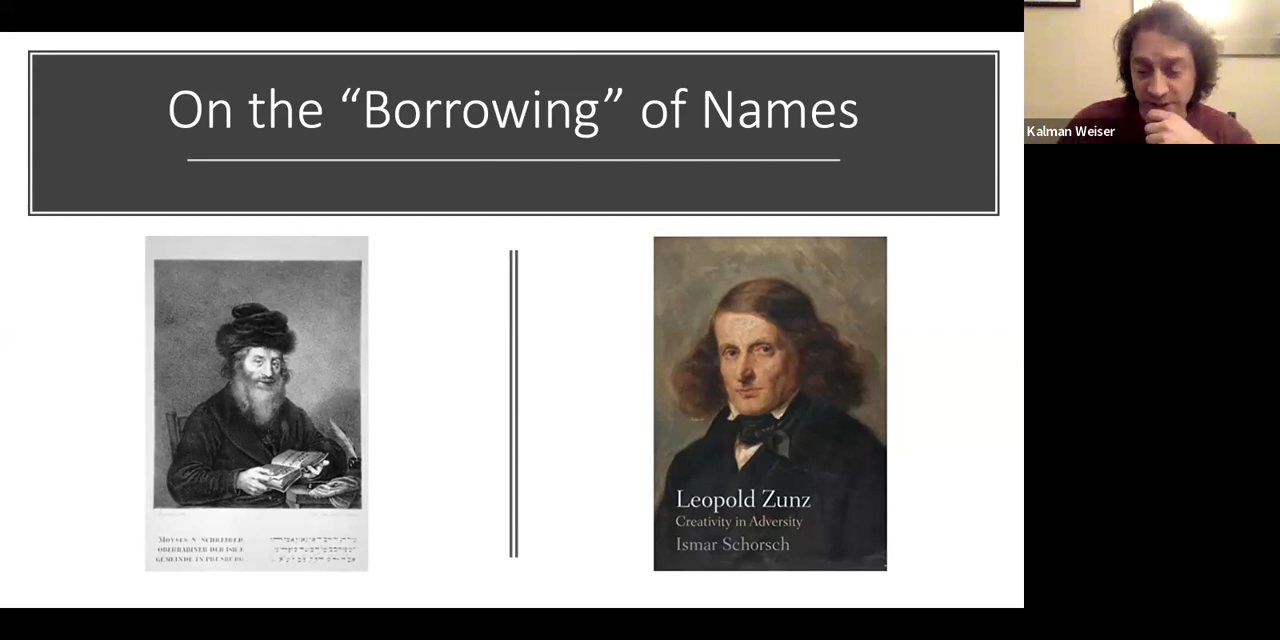 On the “Borrowing” of Names
Kalman Weiser
MOYSES S. SCHREIBER
OBERRABINER DER ISR.
GEMEINDE IN PRESBURG
Leopold Zunz
Creativity in Adversity
Ismar Schorsch